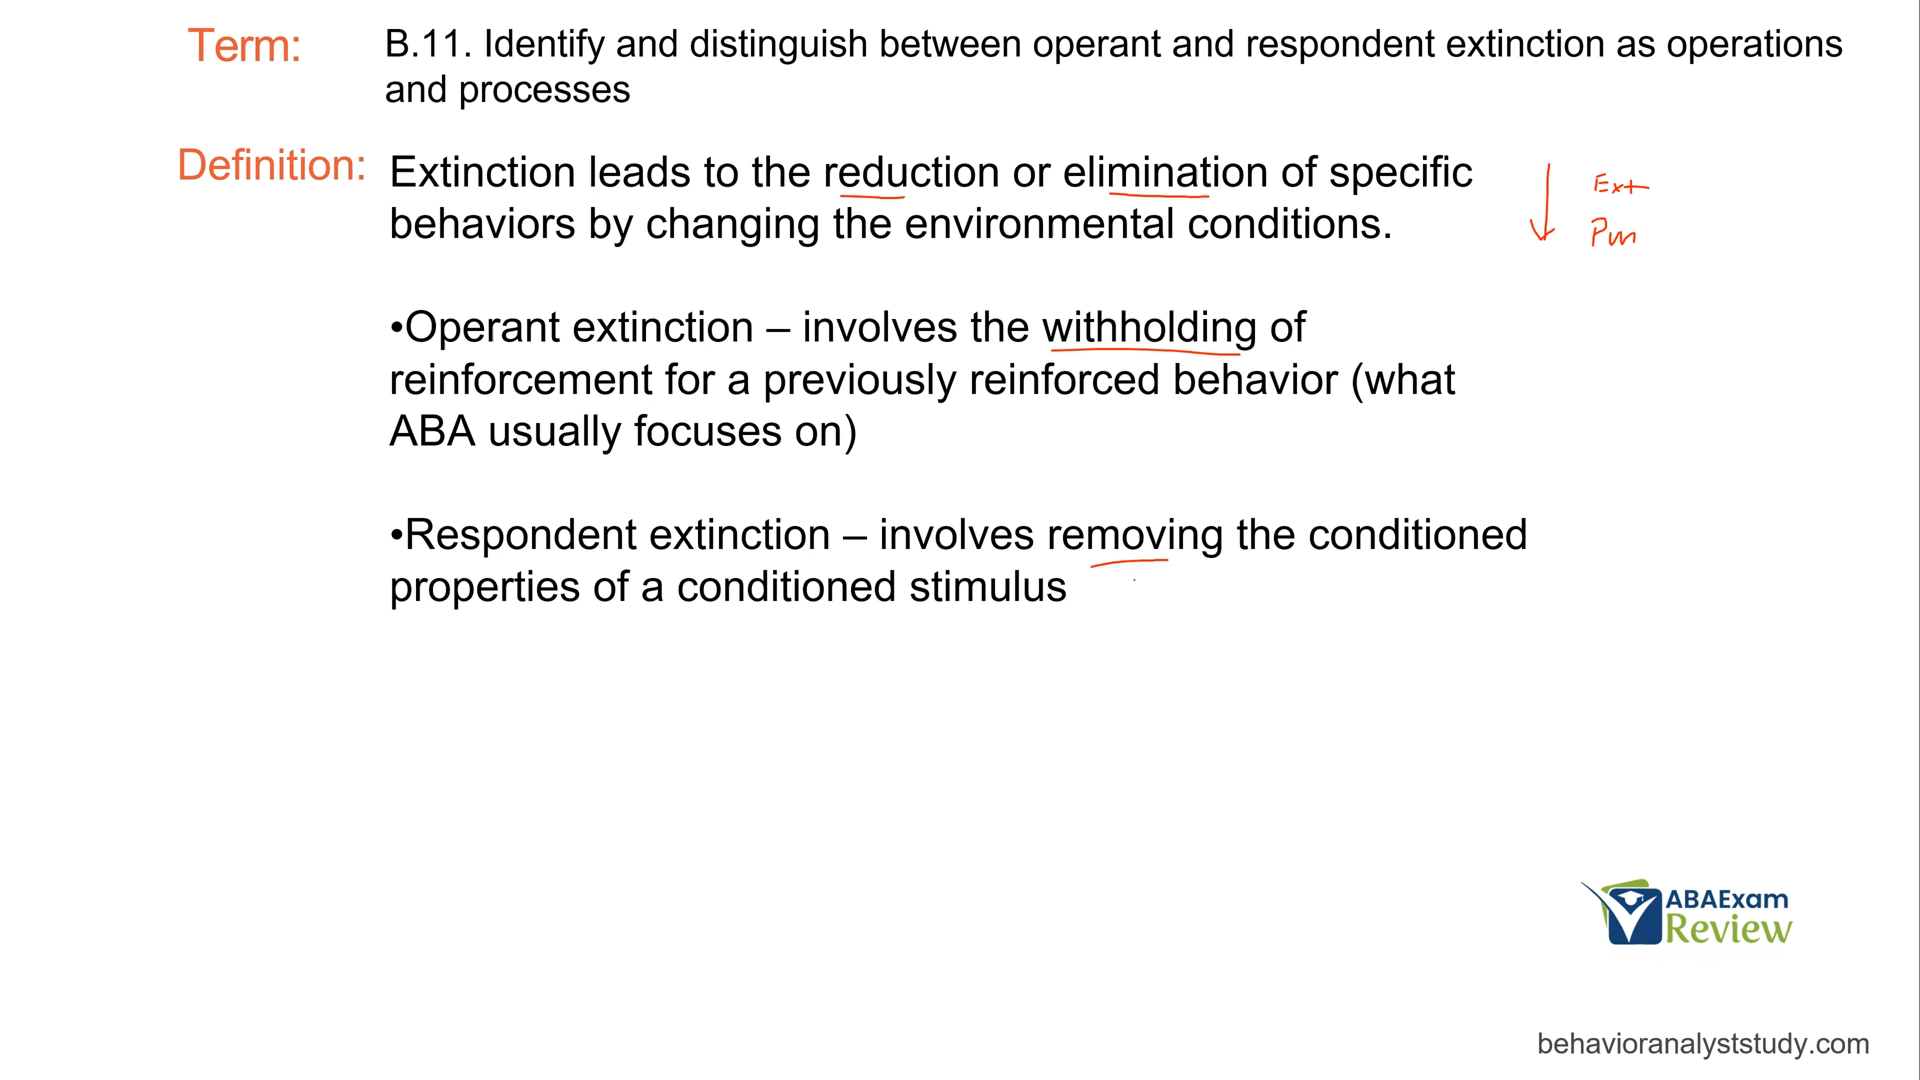 Term:
B.11. Identify and distinguish between operant and respondent extinction as operations
and processes
Definition:
Extinction leads to the reduction or elimination of specific
behaviors by changing the environmental conditions.
Ext
Pun
•Operant extinction – involves the withholding of
reinforcement for a previously reinforced behavior (what
ABA usually focuses on)
•Respondent extinction – involves removing the conditioned
properties of a conditioned stimulus
ABAExam
Review
behavioranalyststudy.com